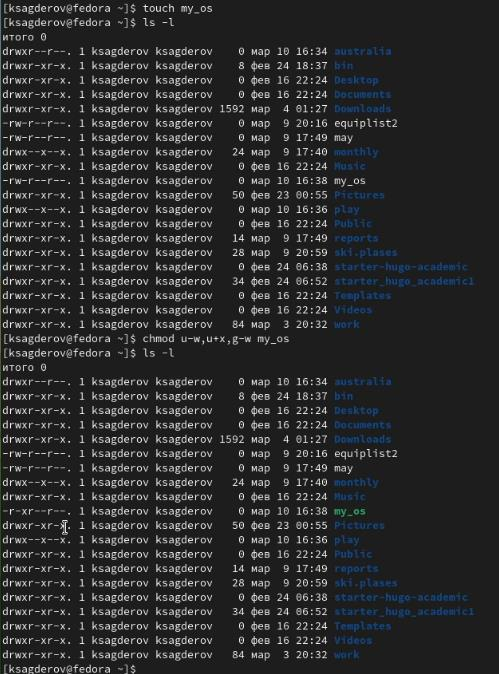 [ksagderov@fedora ~]$ touch my_os
[ksagderov@fedora ~]$ ls -l
итого 0
drwxr--r--. 1 ksagderov ksagderov 0 мар 10 16:34 australia
drwxr-xr-x. 1 ksagderov ksagderov 8 фев 24 18:37 bin
drwxr-xr-x. 1 ksagderov ksagderov 0 фев 16 22:24 Desktop
drwxr-xr-x. 1 ksagderov ksagderov 0 фев 16 22:24 Documents
drwxr-xr-x. 1 ksagderov ksagderov 1592 мар 4 01:27 Downloads
-rw-r--r--. 1 ksagderov ksagderov 0 мар 9 20:16 equiplist2
-rw-r--r--. 1 ksagderov ksagderov 0 мар 9 17:49 may
drwx--x--x. 1 ksagderov ksagderov 24 мар 9 17:40 monthly
drwxr-xr-x. 1 ksagderov ksagderov 0 фев 16 22:24 Music
-rw-r--r--. 1 ksagderov ksagderov 0 мар 10 16:38 my_os
drwxr-xr-x. 1 ksagderov ksagderov 50 фев 23 00:55 Pictures
drwx--x--x. 1 ksagderov ksagderov 0 мар 10 16:36 play
drwxr-xr-x. 1 ksagderov ksagderov 0 фев 16 22:24 Public
drwxr-xr-x. 1 ksagderov ksagderov 14 мар 9 17:49 reports
drwxr-xr-x. 1 ksagderov ksagderov 28 мар 9 20:59 ski.plases
drwxr-xr-x. 1 ksagderov ksagderov 0 фев 24 06:38 starter-hugo-academic
drwxr-xr-x. 1 ksagderov ksagderov 34 фев 24 06:52 starter_hugo_academic1
drwxr-xr-x. 1 ksagderov ksagderov 0 фев 16 22:24 Templates
drwxr-xr-x. 1 ksagderov ksagderov 0 фев 16 22:24 Videos
drwxr-xr-x. 1 ksagderov ksagderov 84 мар 3 20:32 work
[ksagderov@fedora ~]$ chmod u-w,u+x,g-w my_os
[ksagderov@fedora ~]$ ls -l
итого 0
drwxr--r--. 1 ksagderov ksagderov 0 мар 10 16:34 australia
drwxr-xr-x. 1 ksagderov ksagderov 8 фев 24 18:37 bin
drwxr-xr-x. 1 ksagderov ksagderov 0 фев 16 22:24 Desktop
drwxr-xr-x. 1 ksagderov ksagderov 0 фев 16 22:24 Documents
drwxr-xr-x. 1 ksagderov ksagderov 1592 мар 4 01:27 Downloads
-rw-r--r--. 1 ksagderov ksagderov 0 мар 9 20:16 equiplist2
-rw-r--r--. 1 ksagderov ksagderov 0 мар 9 17:49 may
drwx--x--x. 1 ksagderov ksagderov 24 мар 9 17:40 monthly
drwxr-xr-x. 1 ksagderov ksagderov 0 фев 16 22:24 Music
-r-xr--r--. 1 ksagderov ksagderov 0 мар 10 16:38 my_os
drwxr-xr-x. 1 ksagderov ksagderov 50 фев 23 00:55 Pictures
drwx--x--x. 1 ksagderov ksagderov 0 мар 10 16:36 play
drwxr-xr-x. 1 ksagderov ksagderov 0 фев 16 22:24 Public
drwxr-xr-x. 1 ksagderov ksagderov 14 мар 9 17:49 reports
drwxr-xr-x. 1 ksagderov ksagderov 28 мар 9 20:59 ski.plases
drwxr-xr-x. 1 ksagderov ksagderov 0 фев 24 06:38 starter-hugo-academic
drwxr-xr-x. 1 ksagderov ksagderov 34 фев 24 06:52 starter_hugo_academic1
drwxr-xr-x. 1 ksagderov ksagderov 0 фев 16 22:24 Templates
drwxr-xr-x. 1 ksagderov ksagderov 0 фев 16 22:24 Videos
drwxr-xr-x. 1 ksagderov ksagderov 84 мар 3 20:32 work
[ksagderov@fedora ~]$